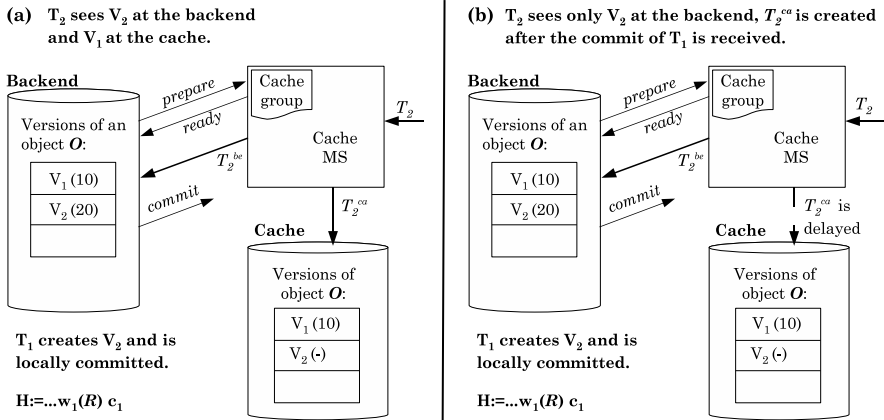 (a) T₂ sees V₂ at the backend
and V₁ at the cache.
Backend
Versions of an
object O:
V₁ (10)
V₂ (20)
prepare
ready
T₂ᵇᵉ
commit
Cache
group
Cache
MS
T₂
T₂ᶜᵃ
Cache
Versions of
object O:
V₁ (10)
V₂ (-)
T₁ creates V₂ and is
locally committed.
H:=...w₁(R) c₁
(b) T₂ sees only V₂ at the backend, T₂ᶜᵃ is created
after the commit of T₁ is received.
Backend
Versions of an
object O:
V₁ (10)
V₂ (20)
prepare
ready
T₂ᵇᵉ
commit
Cache
group
Cache
MS
T₂
T₂ᶜᵃ is
delayed
Cache
Versions of
object O:
V₁ (10)
V₂ (-)
T₁ creates V₂ and is
locally committed.
H:=...w₁(R) c₁